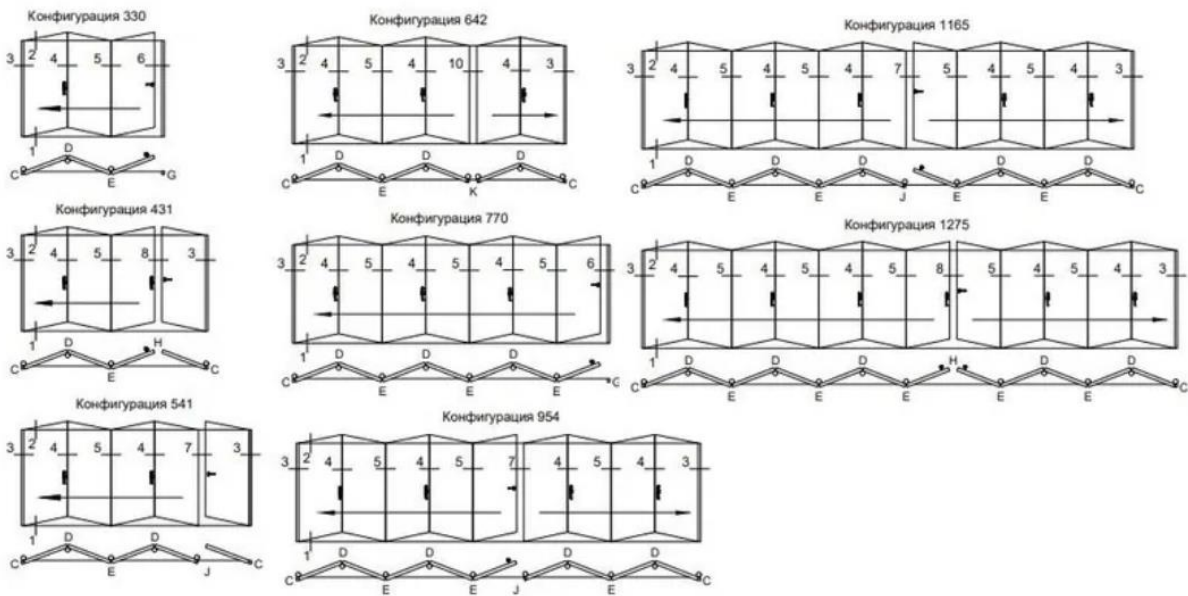 Конфигурация 330
3 2 4 5 6
1
C D E G
Конфигурация 642
3 2 4 5 4 10 4 3
1
C D E D K D C
Конфигурация 1165
3 2 4 5 4 5 4 7 5 4 5 4 3
1
C D E D E D J E D E D C
Конфигурация 431
3 2 4 5 8 3
1
C D E H C
Конфигурация 770
3 2 4 5 4 5 4 5 6
1
C D E D E D E G
Конфигурация 1275
3 2 4 5 4 5 4 5 8 5 4 5 4 3
1
C D E D E D E H E D E D C
Конфигурация 541
3 2 4 5 4 7 3
1
C D E D J C
Конфигурация 954
3 2 4 5 4 5 7 4 5 4 3
1
C D E D E J D E D C